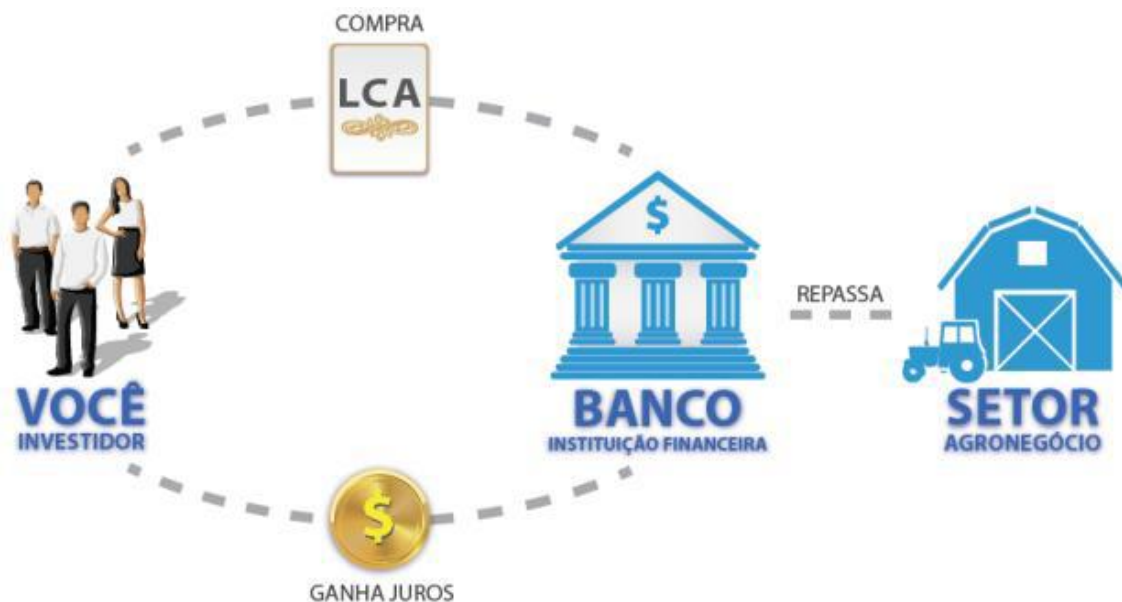 COMPRA
LCA
$
REPASSA
VOCÊ
INVESTIDOR
BANCO
INSTITUIÇÃO FINANCEIRA
SETOR
AGRONEGÓCIO
$
GANHA JUROS